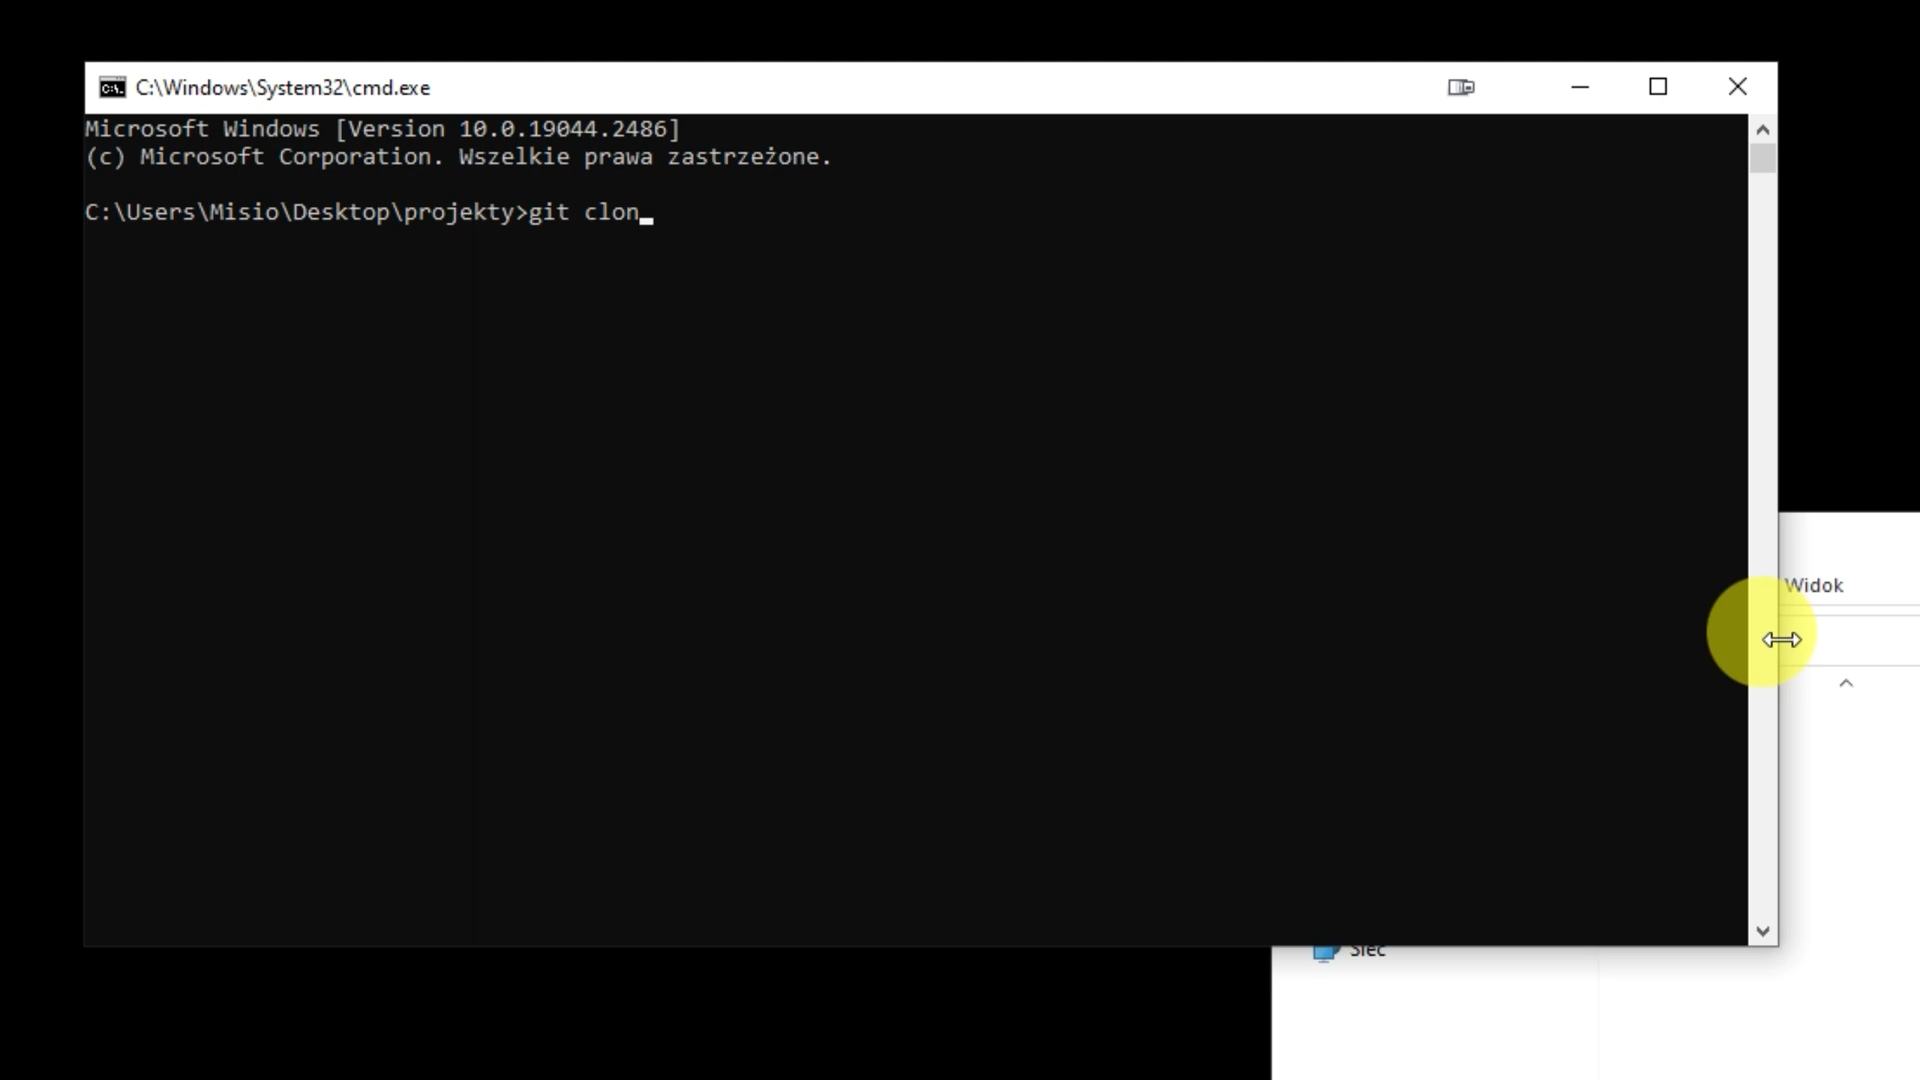 C:\Windows\System32\cmd.exe
Microsoft Windows [Version 10.0.19044.2486]
(c) Microsoft Corporation. Wszelkie prawa zastrzeżone.
C:\Users\Misio\Desktop\projekty>git clon
Widok
Sieć